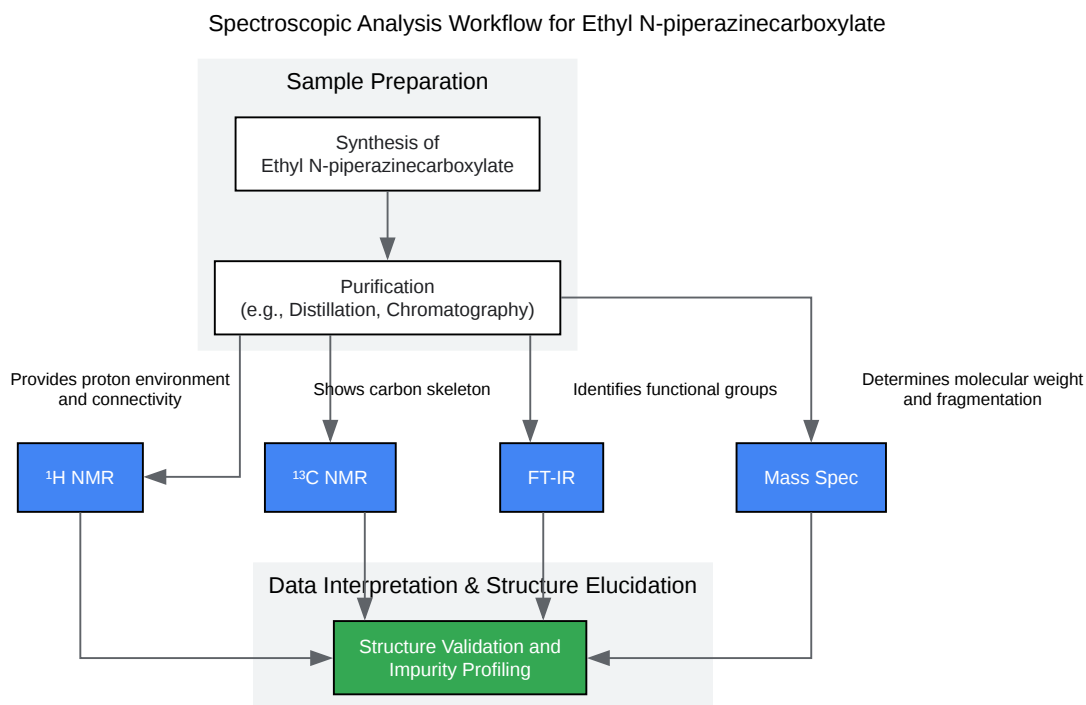 Spectroscopic Analysis Workflow for Ethyl N-piperazinecarboxylate
Sample Preparation
Synthesis of
Ethyl N-piperazinecarboxylate
Purification
(e.g., Distillation, Chromatography)
Provides proton environment
and connectivity
Shows carbon skeleton
Identifies functional groups
Determines molecular weight
and fragmentation
¹H NMR
¹³C NMR
FT-IR
Mass Spec
Data Interpretation & Structure Elucidation
Structure Validation and
Impurity Profiling